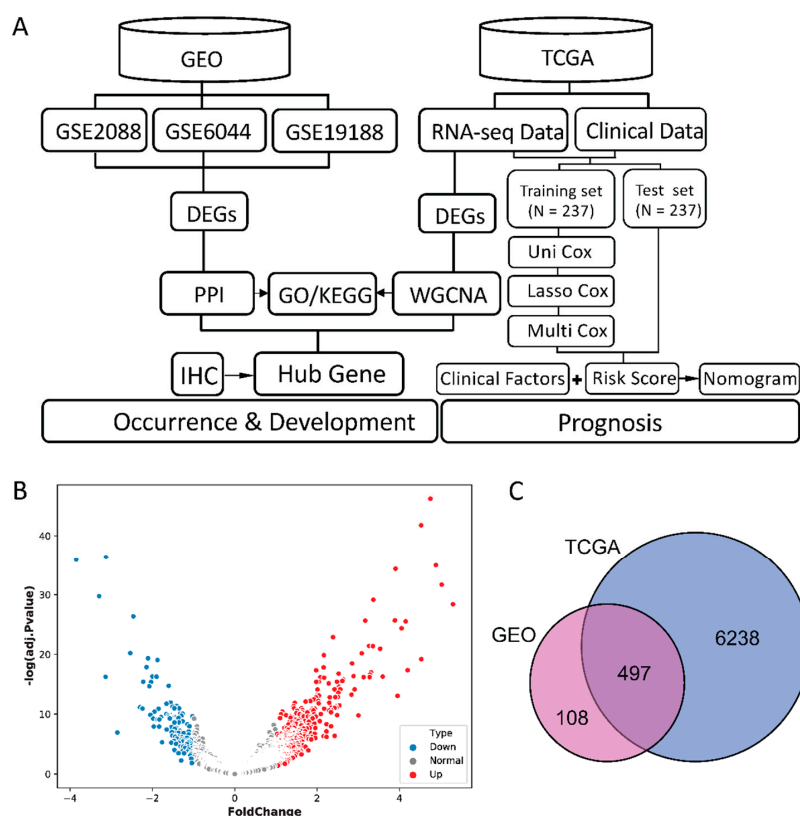 A
GEO
TCGA
GSE2088
GSE6044
GSE19188
RNA-seq Data
Clinical Data
DEGs
DEGs
Training set
(N = 237)
Test set
(N = 237)
Uni Cox
PPI
GO/KEGG
WGCNA
Lasso Cox
Multi Cox
IHC
Hub Gene
Clinical Factors
+
Risk Score
Nomogram
Occurrence & Development
Prognosis
B
-log(adj.Pvalue)
40
30
20
10
0
−4
−2
0
2
4
FoldChange
Type
Down
Normal
Up
C
TCGA
GEO
6238
497
108